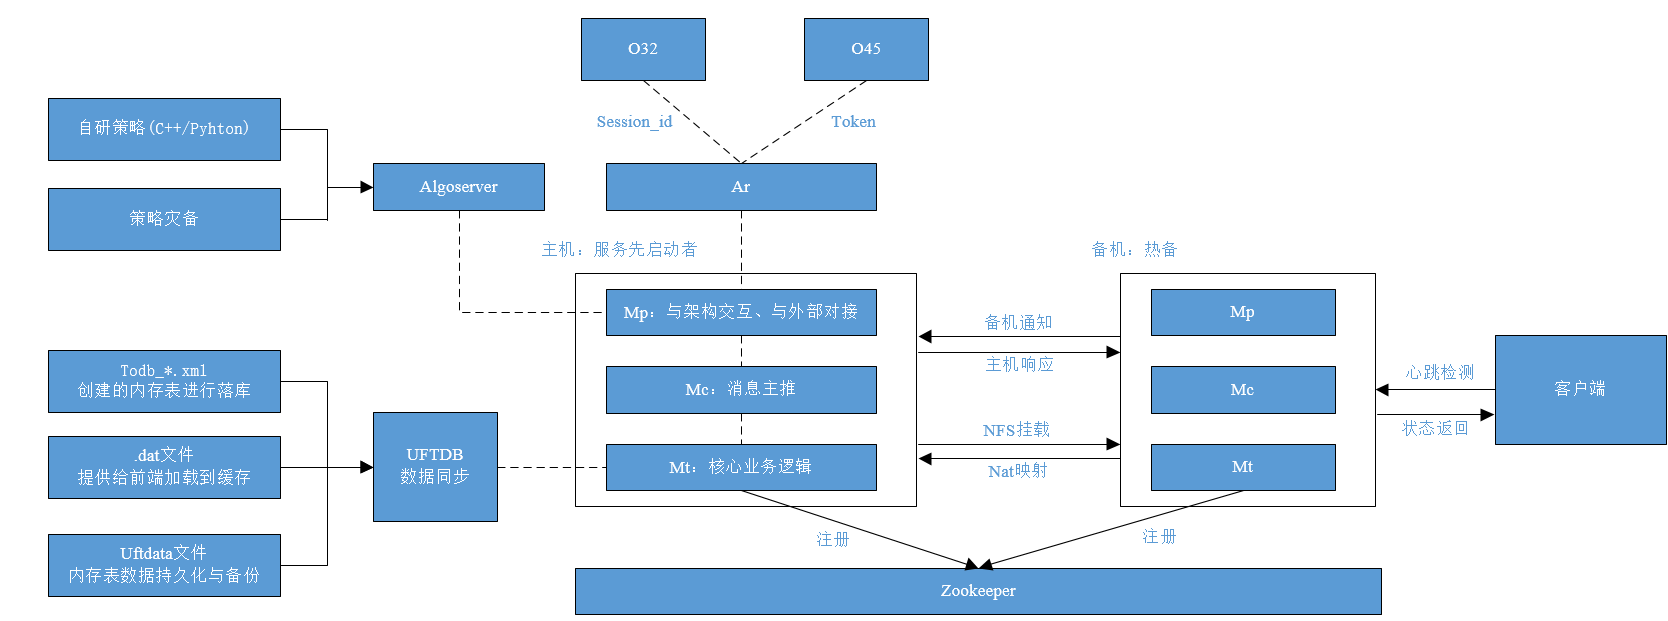 O32
O45
Session_id
Token
自研策略(C++/Pyhton)
策略灾备
Algoserver
Ar
主机：服务先启动者
备机：热备
Mp：与架构交互、与外部对接
Mc：消息主推
Mt：核心业务逻辑
备机通知
主机响应
NFS挂载
Nat映射
Mp
Mc
Mt
心跳检测
状态返回
客户端
Todb_*.xml
创建的内存表进行落库
.dat文件
提供给前端加载到缓存
Uftdata文件
内存表数据持久化与备份
UFTDB
数据同步
注册
注册
Zookeeper